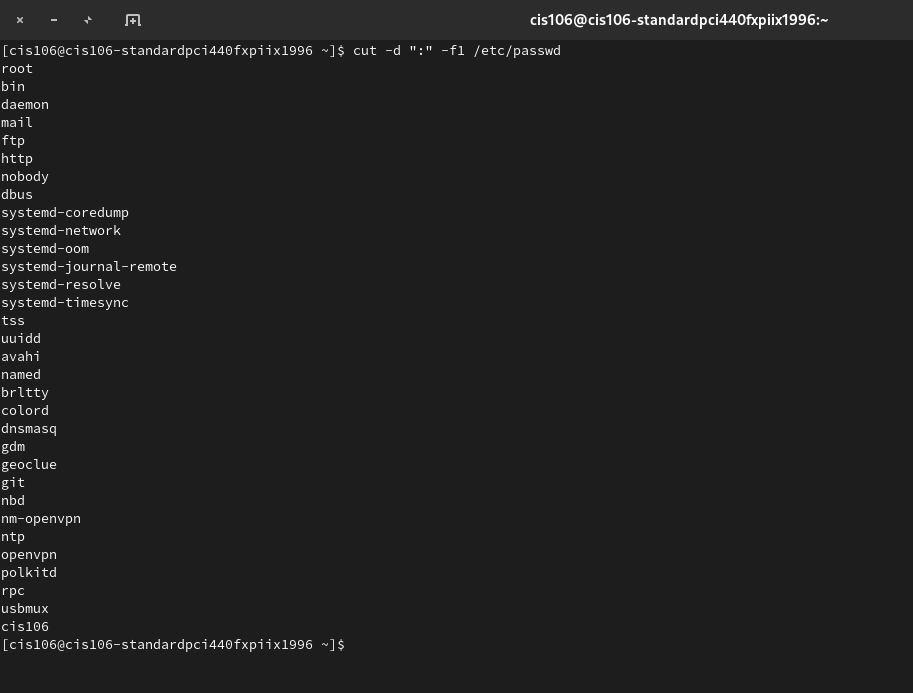 cis106@cis106-standardpci440fxpiix1996:~
[cis106@cis106-standardpci440fxpiix1996 ~]$ cut -d ":" -f1 /etc/passwd
root
bin
daemon
mail
ftp
http
nobody
dbus
systemd-coredump
systemd-network
systemd-oom
systemd-journal-remote
systemd-resolve
systemd-timesync
tss
uuidd
avahi
named
brltty
colord
dnsmasq
gdm
geoclue
git
nbd
nm-openvpn
ntp
openvpn
polkitd
rpc
usbmux
cis106
[cis106@cis106-standardpci440fxpiix1996 ~]$